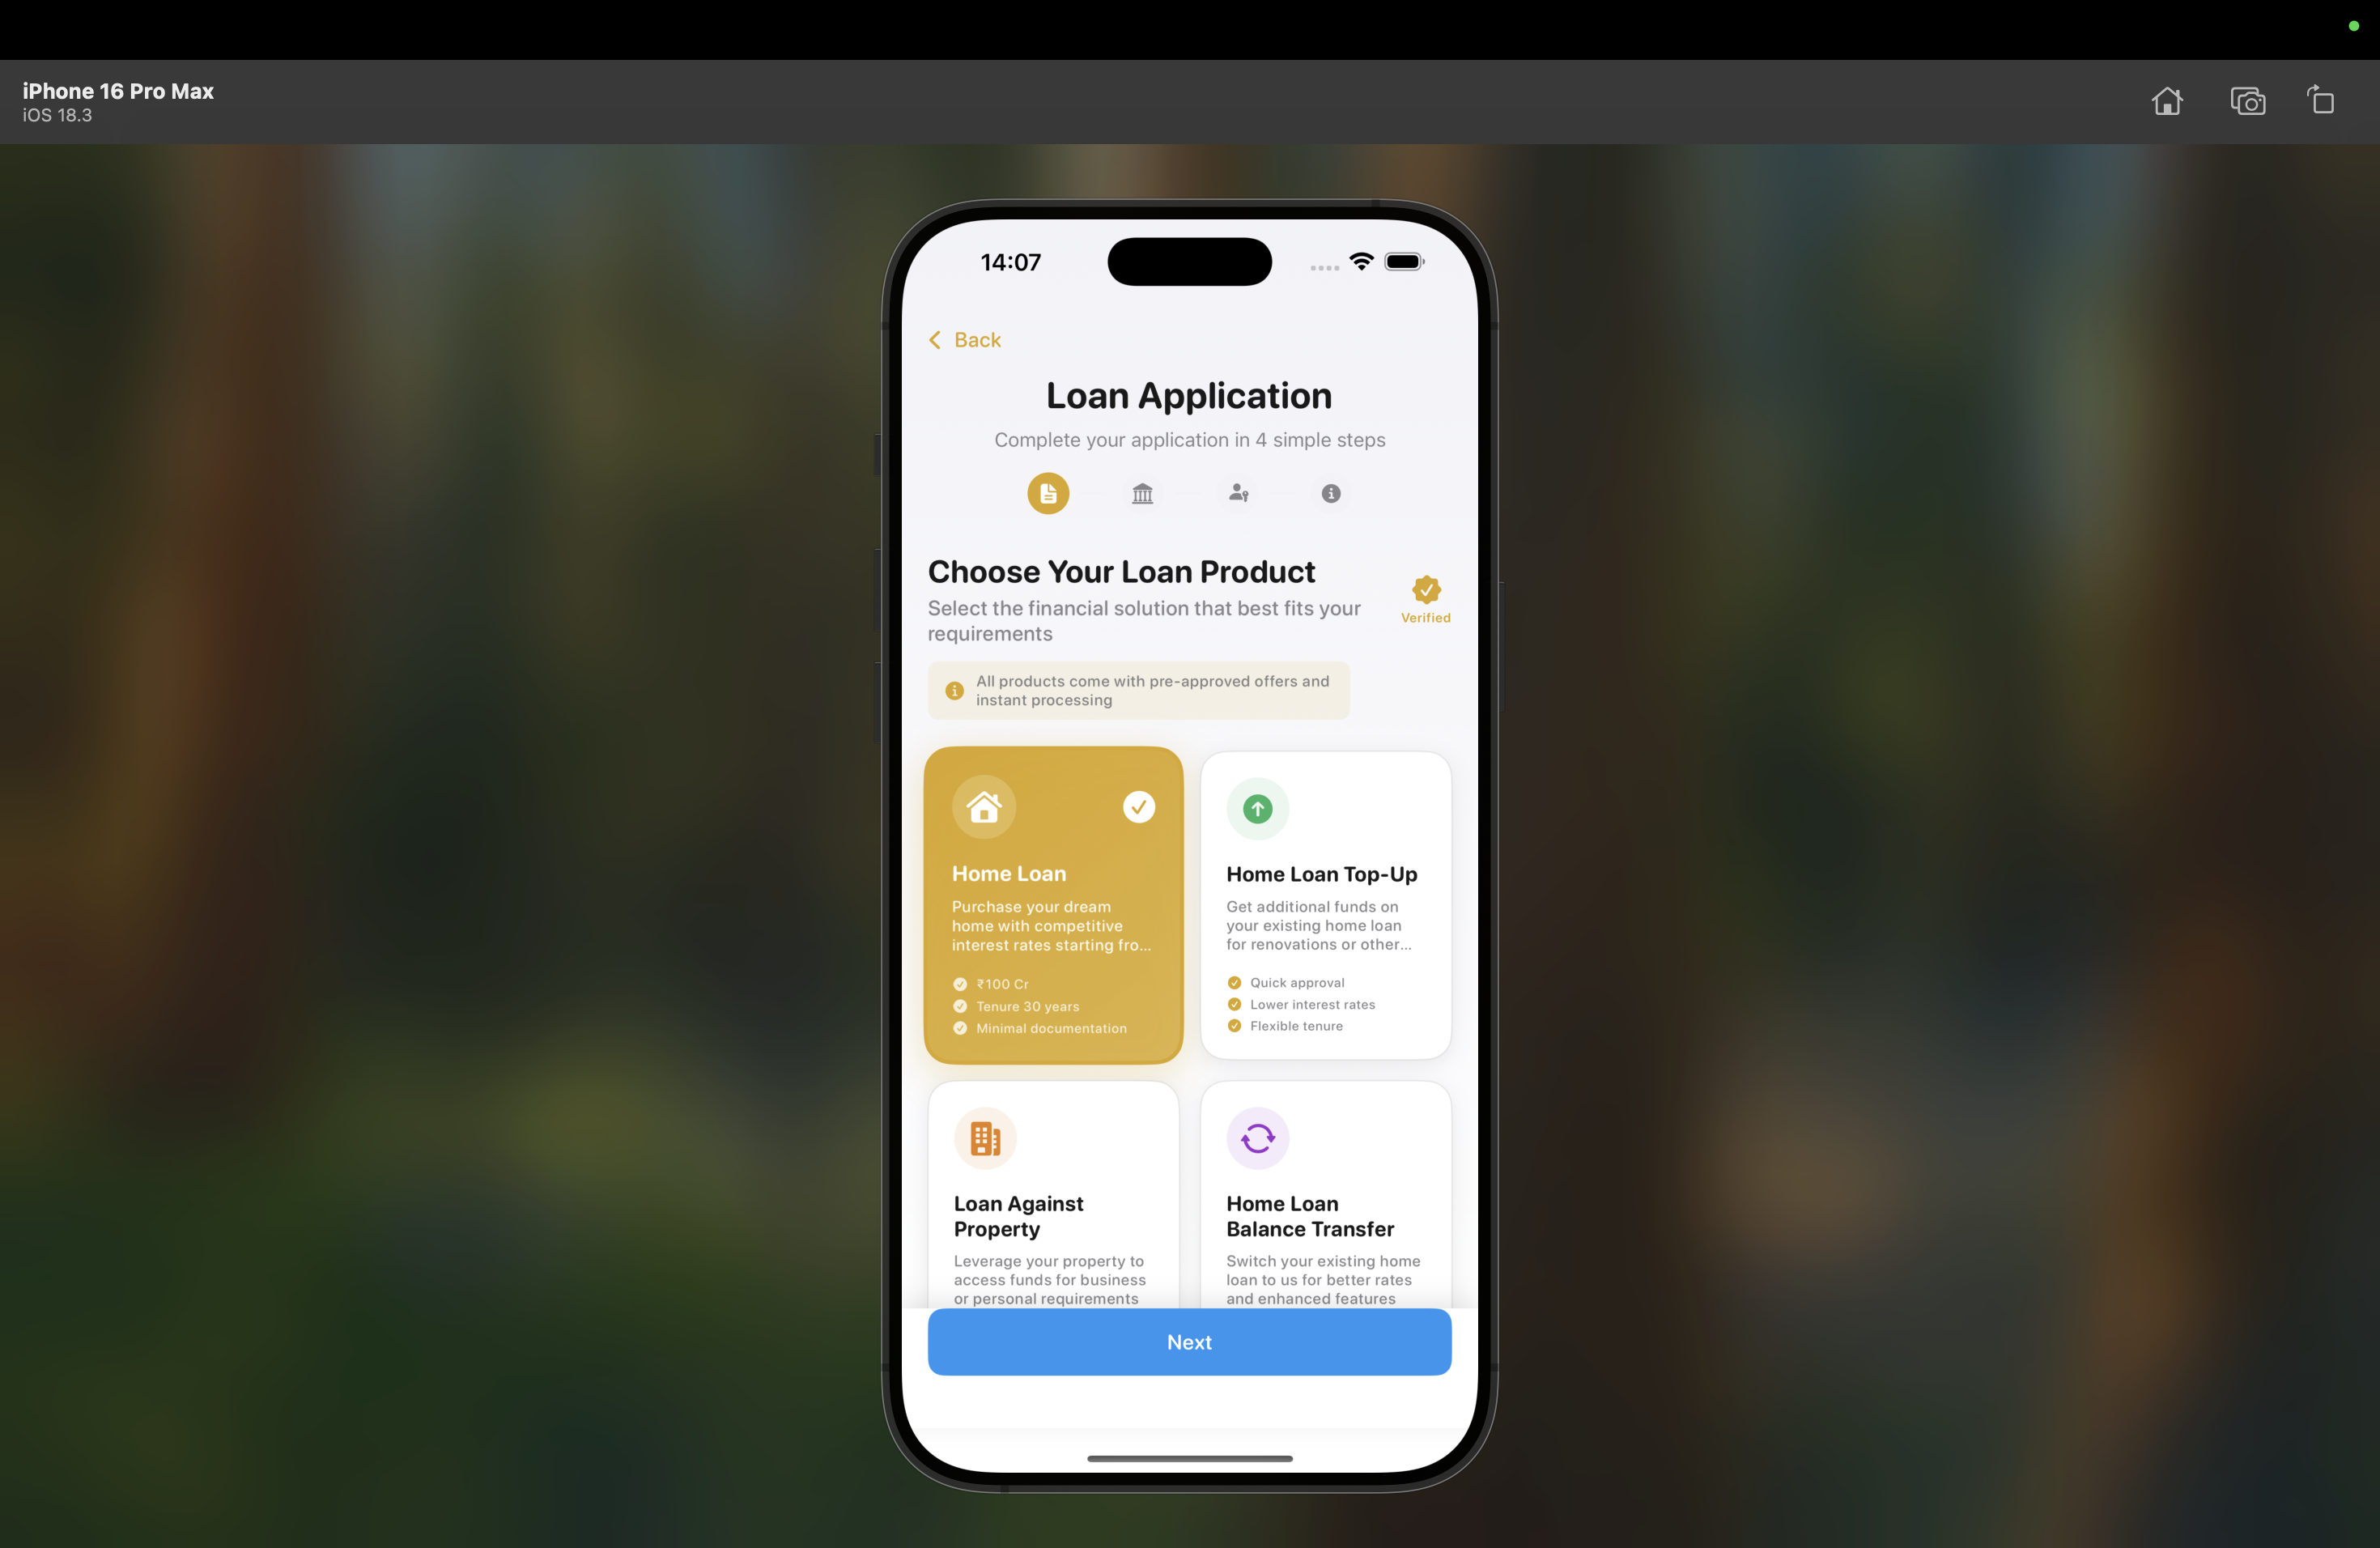 iPhone 16 Pro Max
iOS 18.3
14:07
Back
Loan Application
Complete your application in 4 simple steps
Choose Your Loan Product
Select the financial solution that best fits your
requirements
Verified
All products come with pre-approved offers and
instant processing
Home Loan
Purchase your dream
home with competitive
interest rates starting fro...
₹100 Cr
Tenure 30 years
Minimal documentation
Home Loan Top-Up
Get additional funds on
your existing home loan
for renovations or other...
Quick approval
Lower interest rates
Flexible tenure
Loan Against
Property
Leverage your property to
access funds for business
or personal requirements
Home Loan
Balance Transfer
Switch your existing home
loan to us for better rates
and enhanced features
Next